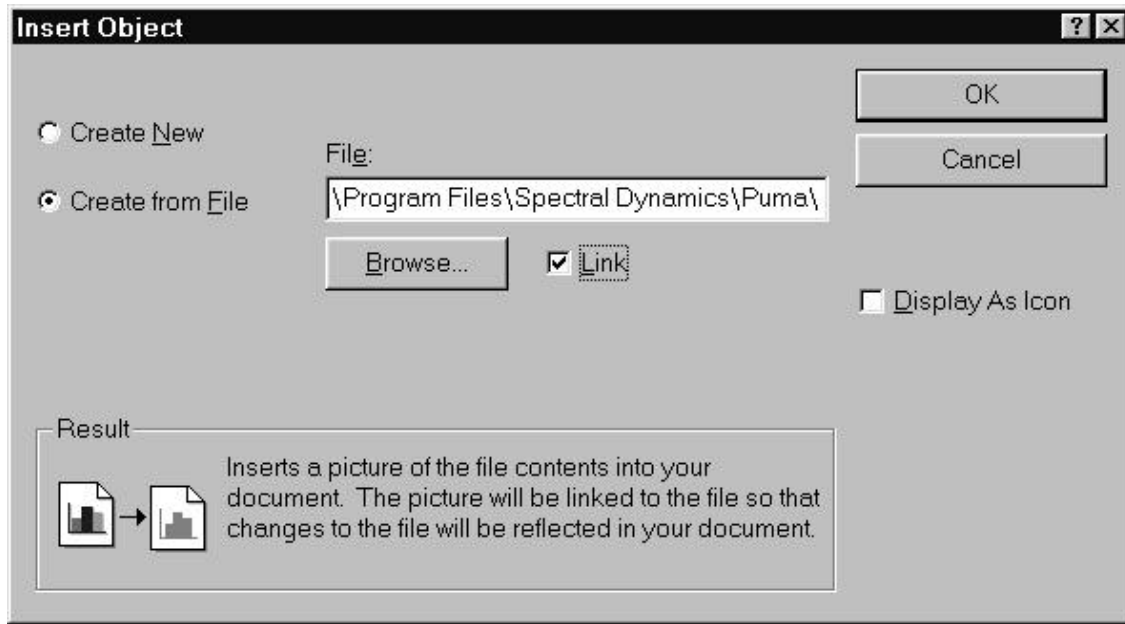 Insert Object
Create New
Create from File
File:
\Program Files\Spectral Dynamics\Puma\
Browse...
Link
OK
Cancel
Display As Icon
Result
Inserts a picture of the file contents into your
document. The picture will be linked to the file so that
changes to the file will be reflected in your document.